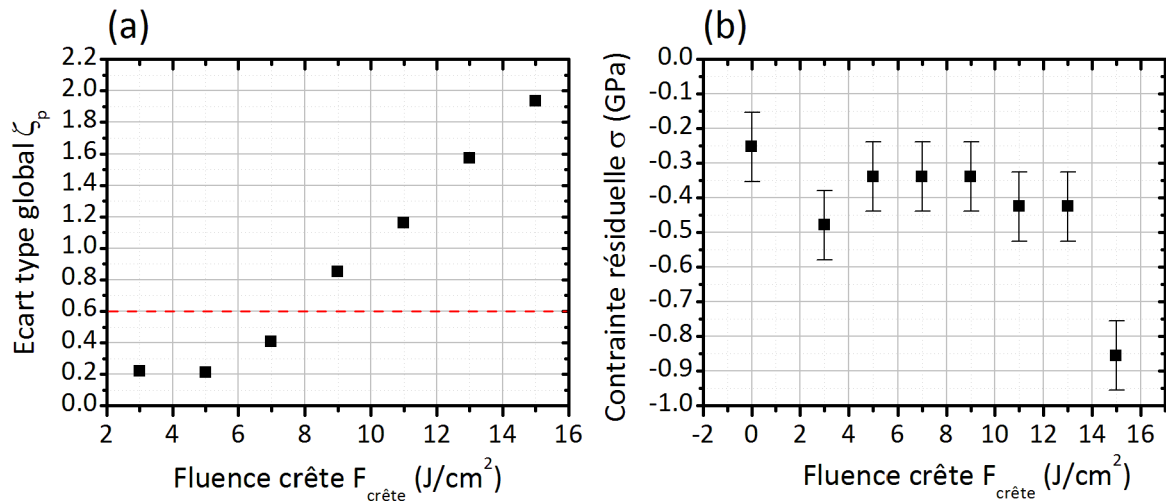 (a)
2.2
2.0
1.8
1.6
1.4
1.2
1.0
0.8
0.6
0.4
0.2
0.0
2 4 6 8 10 12 14 16
Ecart type global ζp
Fluence crête Fcrête (J/cm²)
(b)
0.0
-0.1
-0.2
-0.3
-0.4
-0.5
-0.6
-0.7
-0.8
-0.9
-1.0
-2 0 2 4 6 8 10 12 14 16
Contrainte résiduelle σ (GPa)
Fluence crête Fcrête (J/cm²)